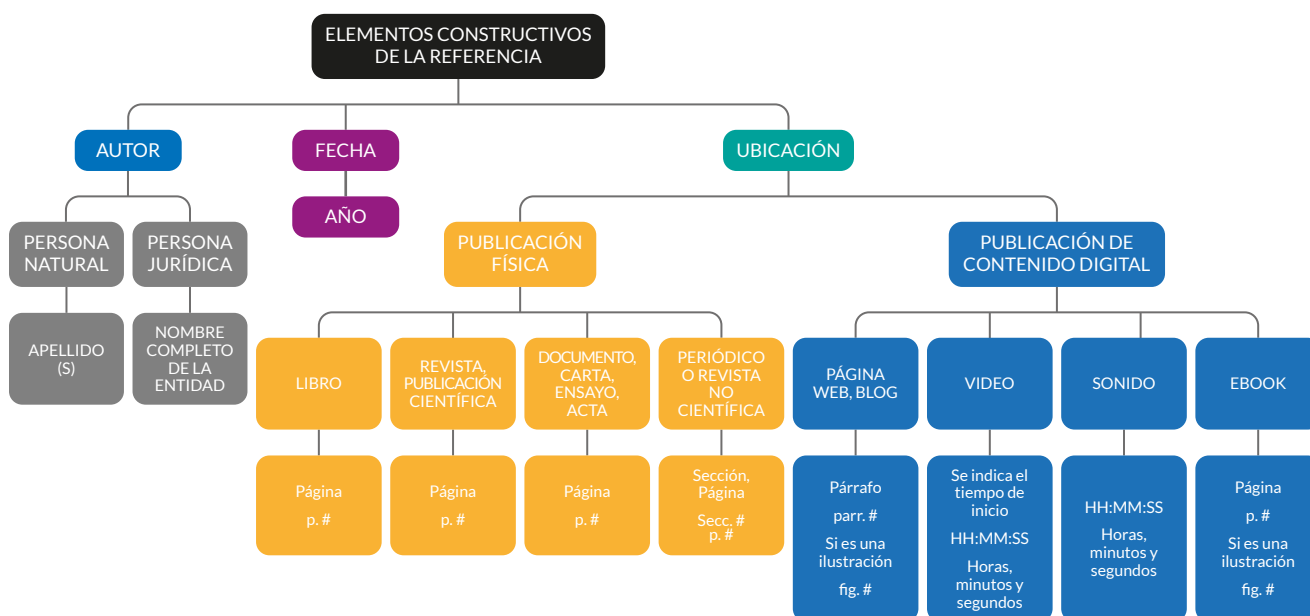 ELEMENTOS CONSTRUCTIVOS
DE LA REFERENCIA
AUTOR
FECHA
UBICACIÓN
AÑO
PERSONA
NATURAL
PERSONA
JURÍDICA
PUBLICACIÓN
FÍSICA
PUBLICACIÓN DE
CONTENIDO DIGITAL
APELLIDO
(S)
NOMBRE
COMPLETO
DE LA
ENTIDAD
LIBRO
REVISTA,
PUBLICACIÓN
CIENTÍFICA
DOCUMENTO,
CARTA,
ENSAYO,
ACTA
PERIÓDICO
O REVISTA
NO
CIENTÍFICA
PÁGINA
WEB, BLOG
VIDEO
SONIDO
EBOOK
Página
p. #
Página
p. #
Página
p. #
Sección,
Página
Secc. #
p. #
Párrafo
parr. #
Si es una
ilustración
fig. #
Se indica el
tiempo de
inicio
HH:MM:SS
Horas,
minutos y
segundos
HH:MM:SS
Horas,
minutos y
segundos
Página
p. #
Si es una
ilustración
fig. #